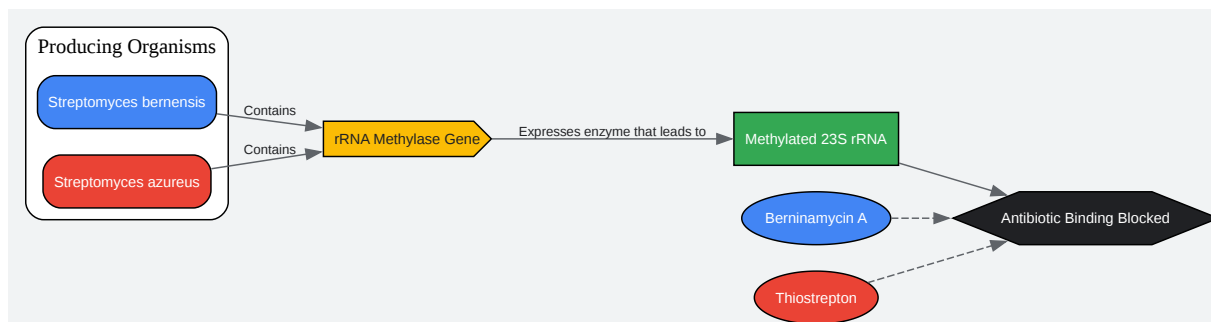 Producing Organisms
Streptomyces bernensis
Streptomyces azureus
Contains
Contains
rRNA Methylase Gene
Expresses enzyme that leads to
Methylated 23S rRNA
Berninamycin A
Thiostrepton
Antibiotic Binding Blocked